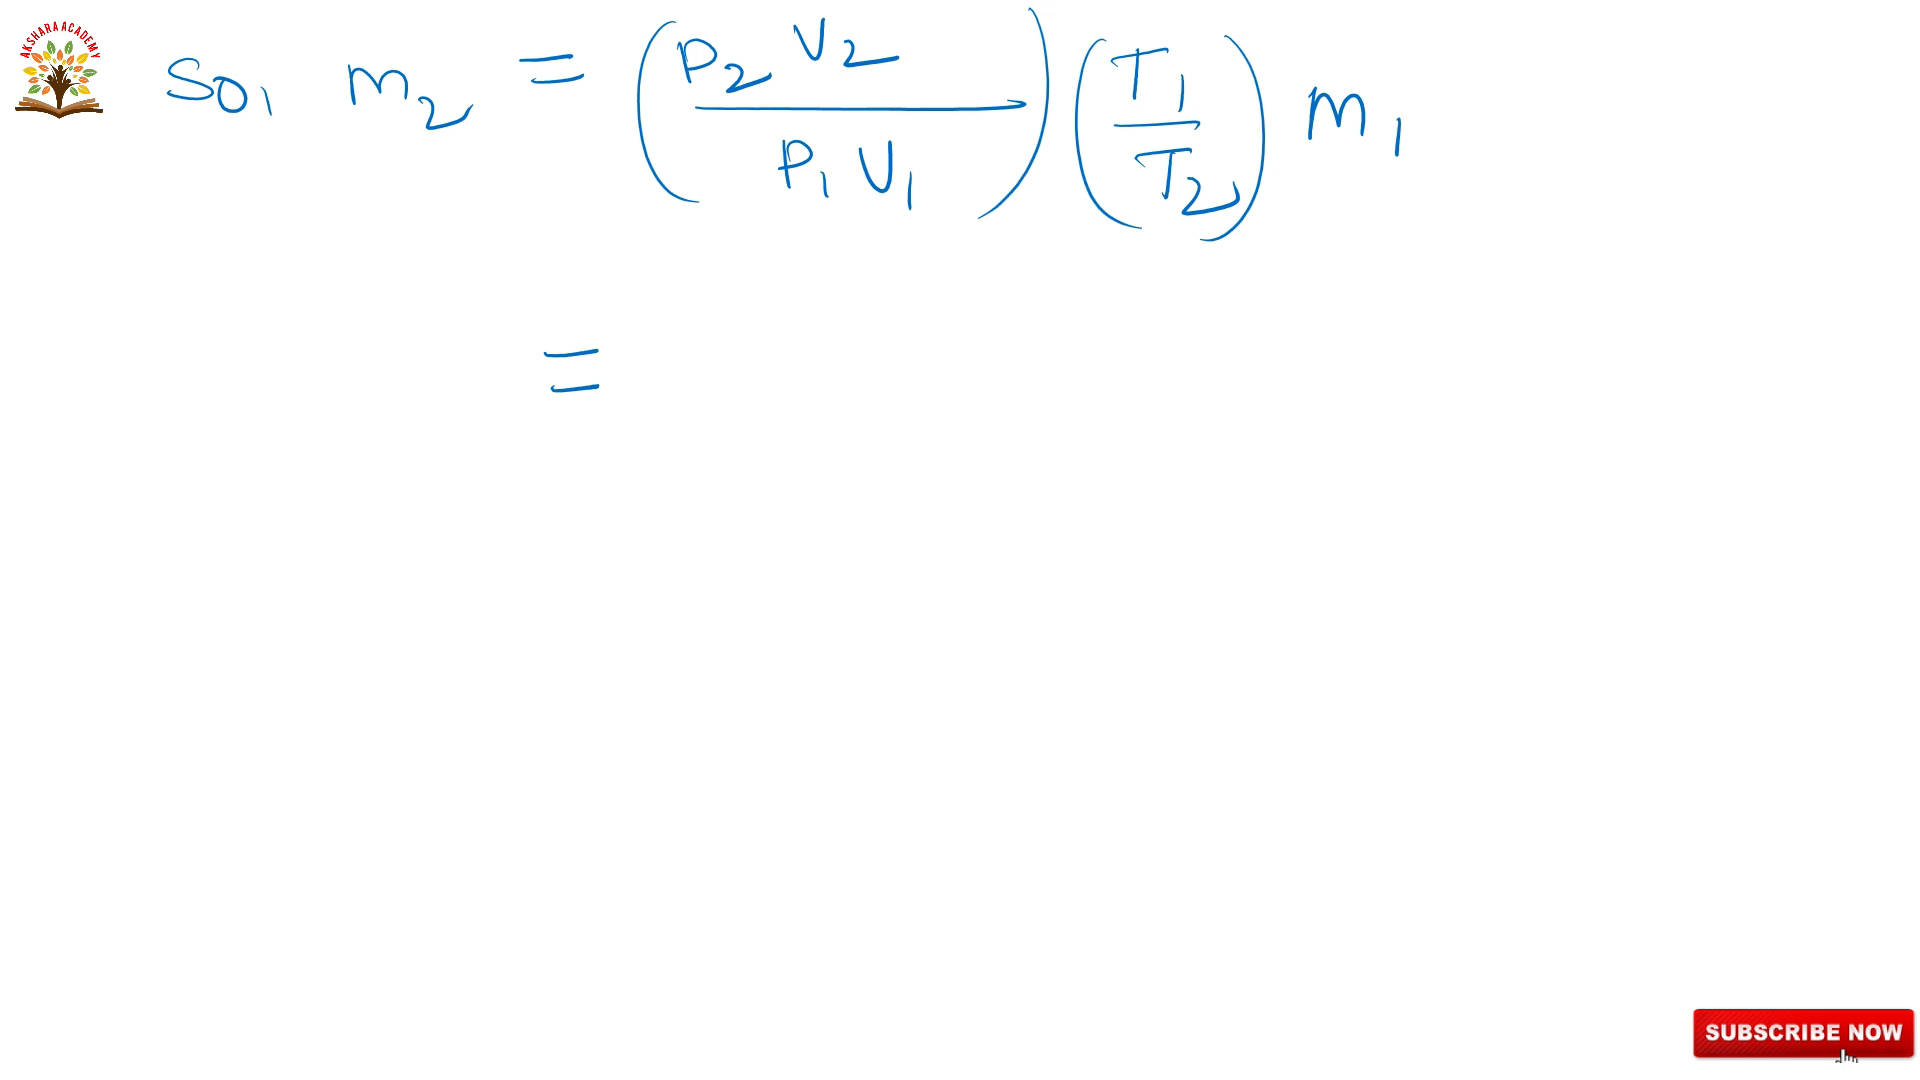 AKSHARA ACADEMY
So, m₂ = (P₂ V₂ / P₁ V₁) (T₁ / T₂) m₁
=
SUBSCRIBE NOW